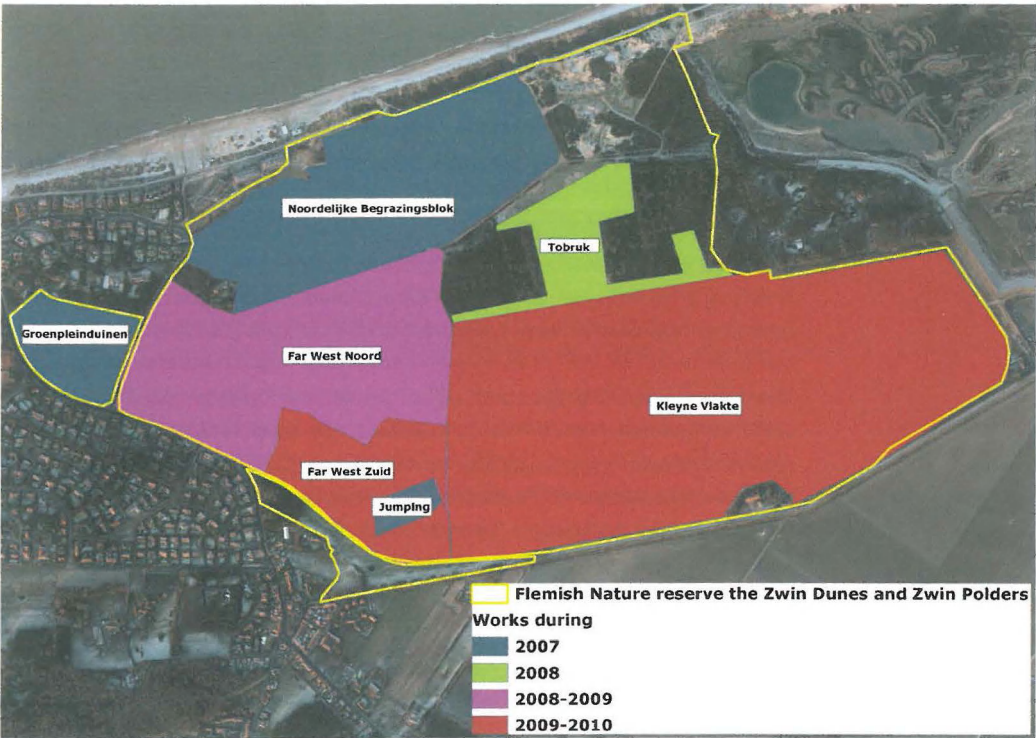 Noordelijke Begrazingsblok
Tobruk
Groenpleinduinen
Far West Noord
Kleyne Vlakte
Far West Zuid
Jumping
Flemish Nature reserve the Zwin Dunes and Zwin Polders
Works during
2007
2008
2008-2009
2009-2010